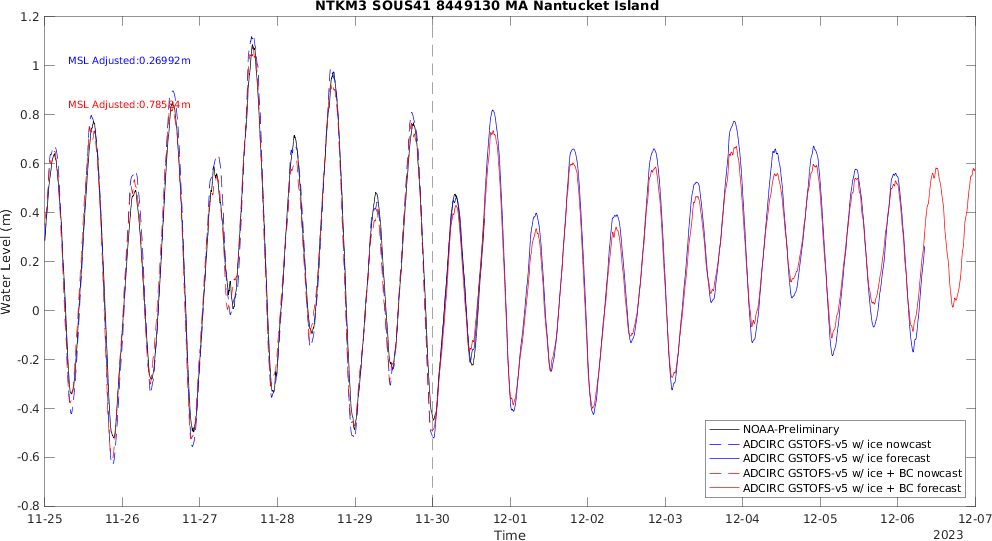 NTKM3 SOUS41 8449130 MA Nantucket Island
1.2
1
0.8
0.6
0.4
0.2
0
-0.2
-0.4
-0.6
-0.8
Water Level (m)
MSL Adjusted:0.26992m
MSL
NOAA-Preliminary
ADCIRC GSTOFS-v5 w/ ice nowcast
ADCIRC GSTOFS-v5 w/ ice forecast
ADCIRC GSTOFS-v5 w/ ice + BC nowcast
ADCIRC GSTOFS-v5 w/ ice + BC forecast
11-25 11-26 11-27 11-28 11-29 11-30 12-01 12-02 12-03 12-04 12-05 12-06 12-07
Time
2023